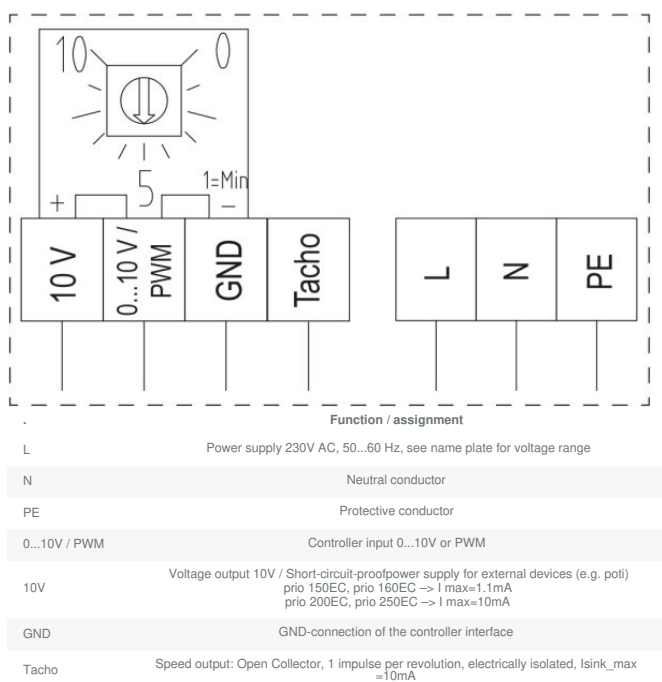 10 0
5 1=Min
+ −
10 V
0...10 V /
PWM
GND
Tacho
L
N
PE
. Function / assignment
L Power supply 230V AC, 50...60 Hz, see name plate for voltage range
N Neutral conductor
PE Protective conductor
0...10V / PWM Controller input 0...10V or PWM
10V Voltage output 10V / Short-circuit-proofpower supply for external devices (e.g. poti)
prio 150EC, prio 160EC –> I max=1.1mA
prio 200EC, prio 250EC –> I max=10mA
GND GND-connection of the controller interface
Tacho Speed output: Open Collector, 1 impulse per revolution, electrically isolated, Isink_max
=10mA